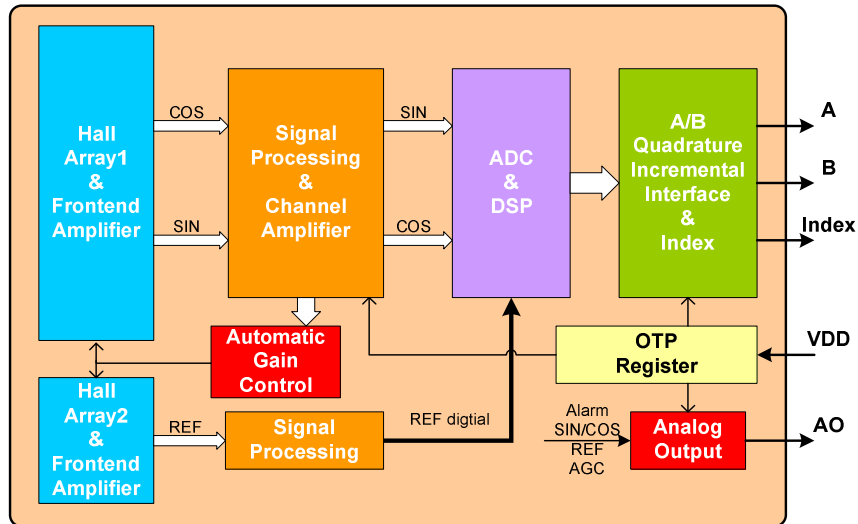 Hall
Array1
&
Frontend
Amplifier
COS
SIN
Signal
Processing
&
Channel
Amplifier
SIN
COS
ADC
&
DSP
A/B
Quadrature
Incremental
Interface
&
Index
A
B
Index
Automatic
Gain
Control
OTP
Register
VDD
Hall
Array2
&
Frontend
Amplifier
REF
Signal
Processing
REF digtial
Alarm
SIN/COS
REF
AGC
Analog
Output
AO